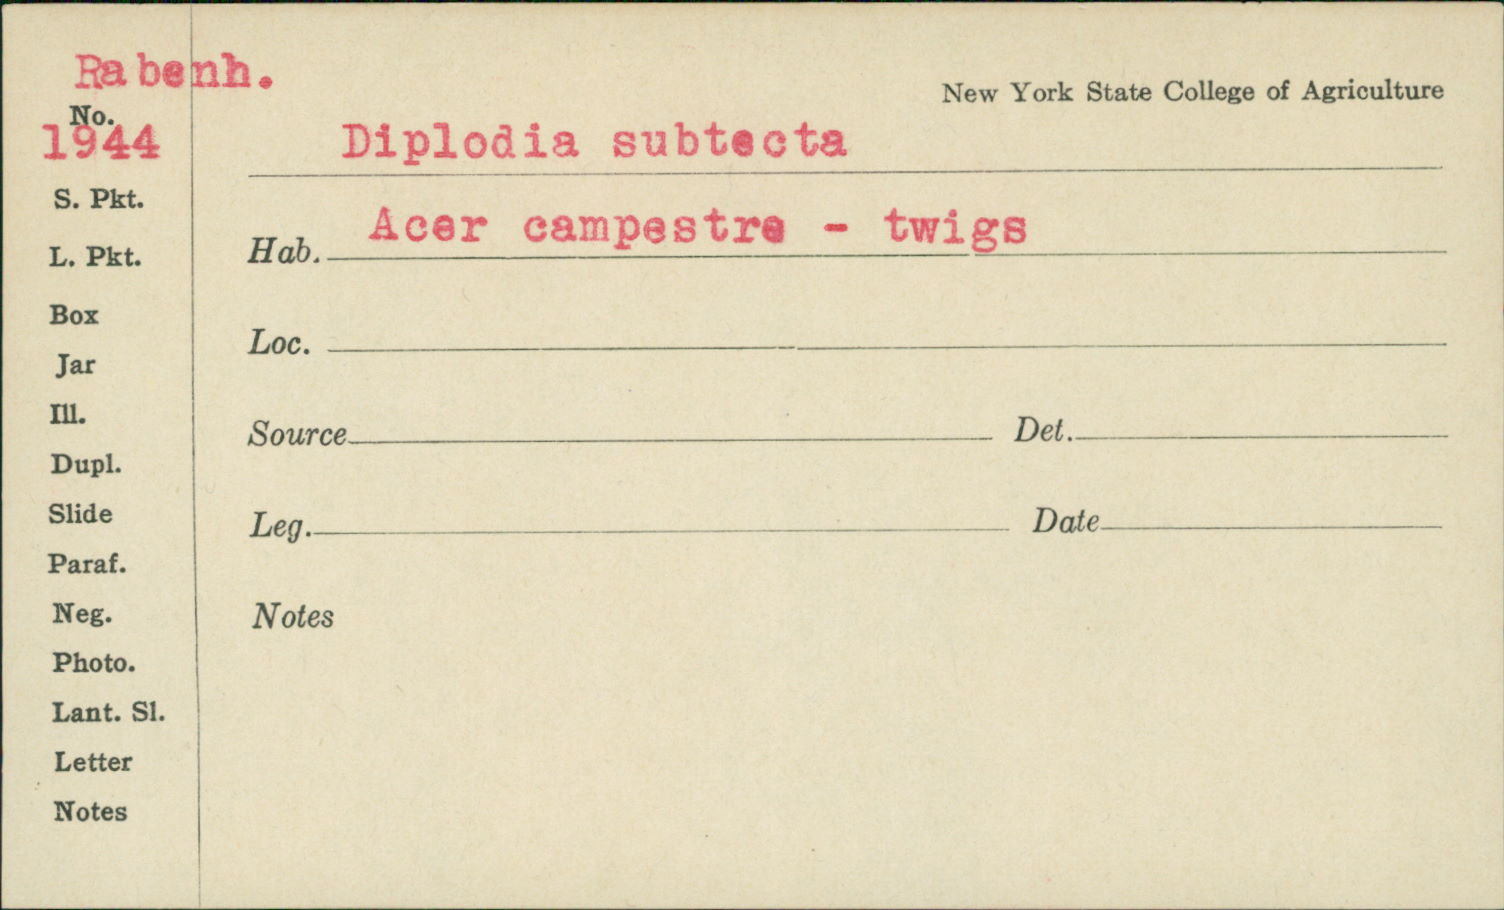 Rabenh.
New York State College of Agriculture
No.
1944
Diplodia subtecta
S. Pkt.
Hab. Acer campestre - twigs
L. Pkt.
Box
Loc.
Jar
Ill.
Source Det.
Dupl.
Slide
Leg. Date
Paraf.
Neg.
Notes
Photo.
Lant. Sl.
Letter
Notes